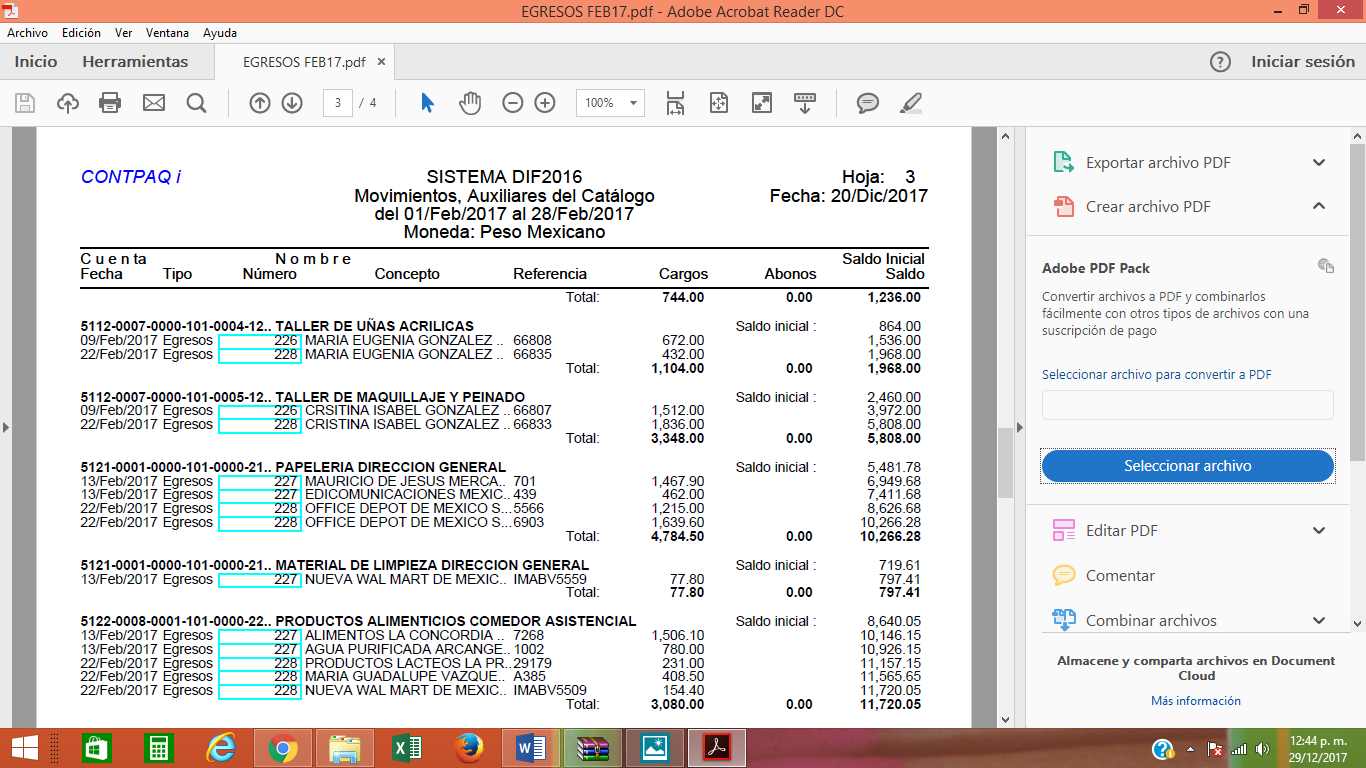 EGRESOS FEB17.pdf - Adobe Acrobat Reader DC
Archivo Edición Ver Ventana Ayuda
Inicio Herramientas EGRESOS FEB17.pdf × ? Iniciar sesión
3 / 4 100%
CONTPAQ i SISTEMA DIF2016 Hoja: 3
Movimientos, Auxiliares del Catálogo Fecha: 20/Dic/2017
del 01/Feb/2017 al 28/Feb/2017
Moneda: Peso Mexicano
C u e n t a N o m b r e Saldo Inicial
Fecha Tipo Número Concepto Referencia Cargos Abonos Saldo
Total: 744.00 0.00 1,236.00
5112-0007-0000-101-0004-12.. TALLER DE UÑAS ACRILICAS Saldo inicial : 864.00
09/Feb/2017 Egresos 226 MARIA EUGENIA GONZALEZ .. 66808 672.00 1,536.00
22/Feb/2017 Egresos 228 MARIA EUGENIA GONZALEZ .. 66835 432.00 1,968.00
Total: 1,104.00 0.00 1,968.00
5112-0007-0000-101-0005-12.. TALLER DE MAQUILLAJE Y PEINADO Saldo inicial : 2,460.00
09/Feb/2017 Egresos 226 CRSITINA ISABEL GONZALEZ .. 66807 1,512.00 3,972.00
22/Feb/2017 Egresos 228 CRISTINA ISABEL GONZALEZ .. 66833 1,836.00 5,808.00
Total: 3,348.00 0.00 5,808.00
5121-0001-0000-101-0000-21.. PAPELERIA DIRECCION GENERAL Saldo inicial : 5,481.78
13/Feb/2017 Egresos 227 MAURICIO DE JESUS MERCA.. 701 1,467.90 6,949.68
13/Feb/2017 Egresos 227 EDICOMUNICACIONES MEXIC.. 439 462.00 7,411.68
22/Feb/2017 Egresos 228 OFFICE DEPOT DE MEXICO S... 5566 1,215.00 8,626.68
22/Feb/2017 Egresos 228 OFFICE DEPOT DE MEXICO S... 6903 1,639.60 10,266.28
Total: 4,784.50 0.00 10,266.28
5121-0001-0000-101-0000-21.. MATERIAL DE LIMPIEZA DIRECCION GENERAL Saldo inicial : 719.61
13/Feb/2017 Egresos 227 NUEVA WAL MART DE MEXIC.. IMABV5559 77.80 797.41
Total: 77.80 0.00 797.41
5122-0008-0001-101-0000-22.. PRODUCTOS ALIMENTICIOS COMEDOR ASISTENCIAL Saldo inicial : 8,640.05
13/Feb/2017 Egresos 227 ALIMENTOS LA CONCORDIA .. 7268 1,506.10 10,146.15
13/Feb/2017 Egresos 227 AGUA PURIFICADA ARCANGE.. 1002 780.00 10,926.15
22/Feb/2017 Egresos 228 PRODUCTOS LACTEOS LA PR.. 29179 231.00 11,157.15
22/Feb/2017 Egresos 228 MARIA GUADALUPE VAZQUE.. A385 408.50 11,565.65
22/Feb/2017 Egresos 228 NUEVA WAL MART DE MEXIC.. IMABV5509 154.40 11,720.05
Total: 3,080.00 0.00 11,720.05
Exportar archivo PDF
Crear archivo PDF
Adobe PDF Pack
Convertir archivos a PDF y combinarlos
fácilmente con otros tipos de archivos con una
suscripción de pago
Seleccionar archivo para convertir a PDF
Seleccionar archivo
Editar PDF
Comentar
Combinar archivos
Almacene y comparta archivos en Document
Cloud
Más información
12:44 p. m.
29/12/2017